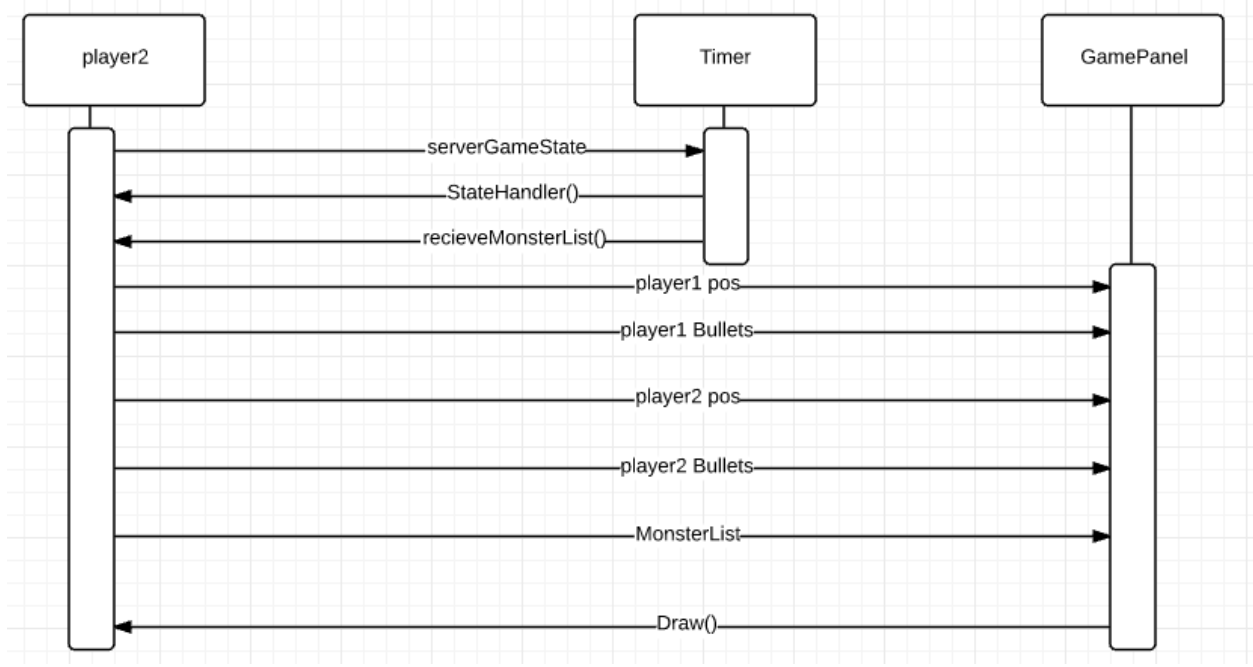 player2
Timer
GamePanel
serverGameState
StateHandler()
recieveMonsterList()
player1 pos
player1 Bullets
player2 pos
player2 Bullets
MonsterList
Draw()